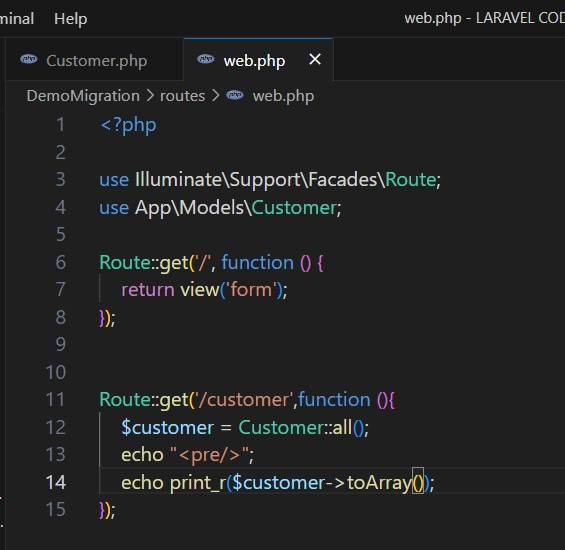 minal Help web.php - LARAVEL COD
Customer.php web.php ×
DemoMigration > routes > web.php
1 <?php
2
3 use Illuminate\Support\Facades\Route;
4 use App\Models\Customer;
5
6 Route::get('/', function () {
7 return view('form');
8 });
9
10
11 Route::get('/customer',function (){
12 $customer = Customer::all();
13 echo "<pre/>";
14 echo print_r($customer->toArray());
15 });